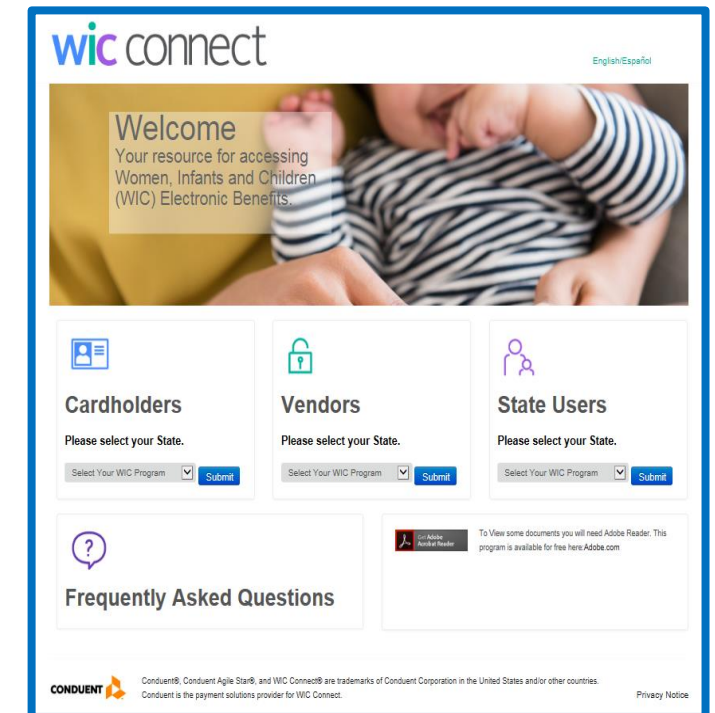 wic connect
English/Español
Welcome
Your resource for accessing
Women, Infants and Children
(WIC) Electronic Benefits.
Cardholders
Please select your State.
Select Your WIC Program
Submit
Vendors
Please select your State.
Select Your WIC Program
Submit
State Users
Please select your State.
Select Your WIC Program
Submit
?
Frequently Asked Questions
Get Adobe
Acrobat Reader
To View some documents you will need Adobe Reader. This
program is available for free here:Adobe.com
CONDUENT
Conduent®, Conduent Agile Star®, and WIC Connect® are trademarks of Conduent Corporation in the United States and/or other countries.
Conduent is the payment solutions provider for WIC Connect.
Privacy Notice